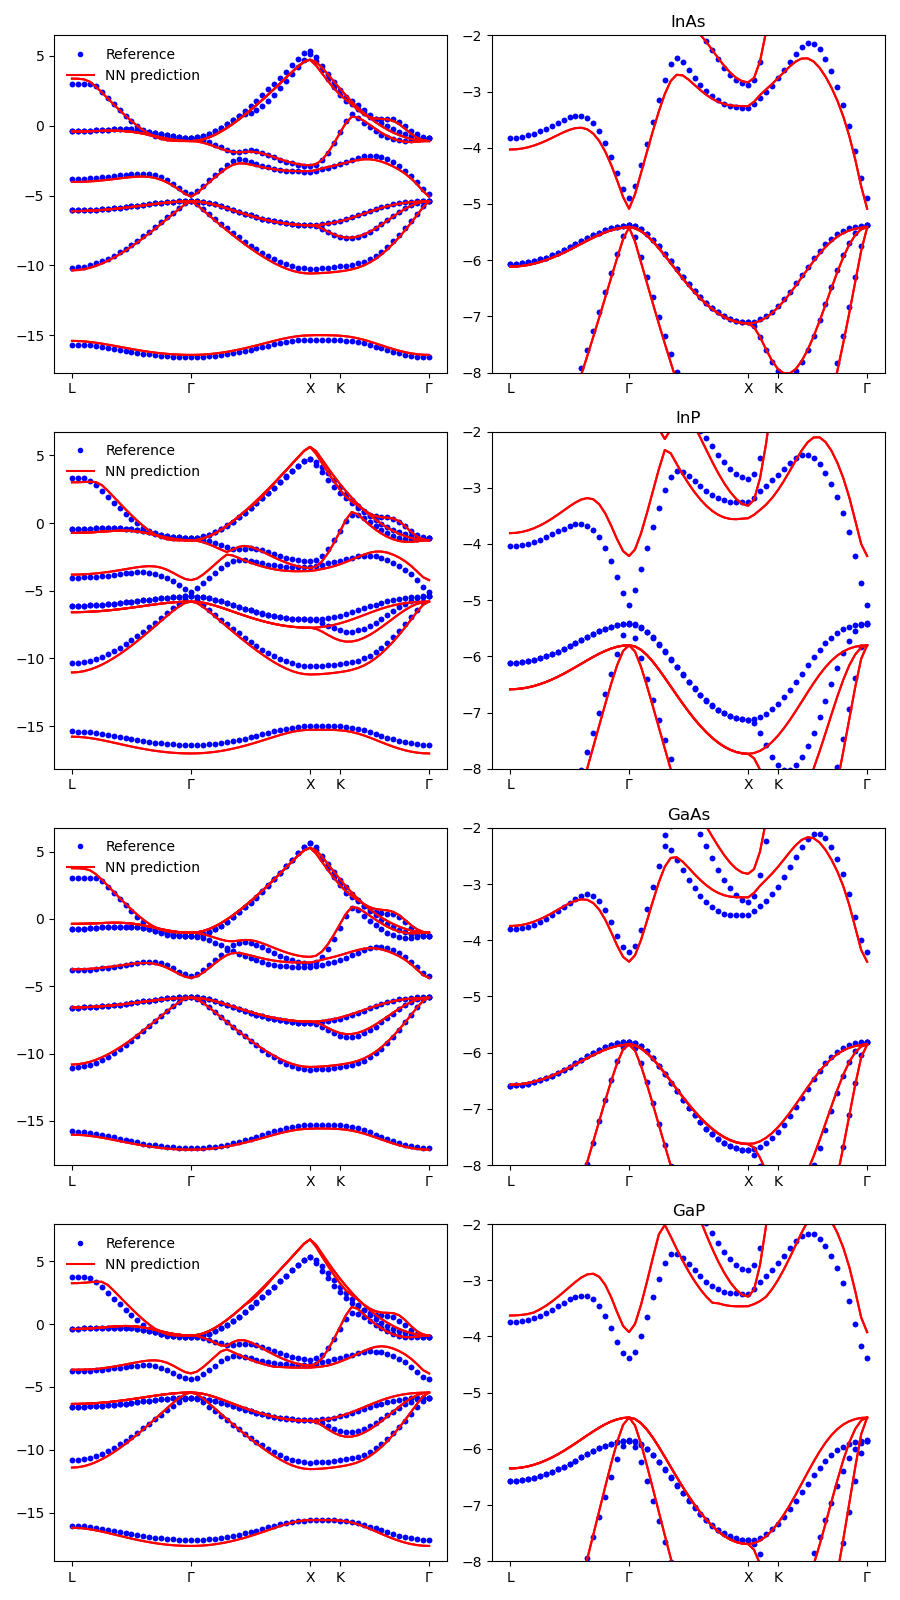 InAs
5
0
−5
−10
−15
Reference
NN prediction
L Γ X K Γ
−2
−3
−4
−5
−6
−7
−8
L Γ X K Γ
InP
5
0
−5
−10
−15
Reference
NN prediction
L Γ X K Γ
−2
−3
−4
−5
−6
−7
−8
L Γ X K Γ
GaAs
5
0
−5
−10
−15
Reference
NN prediction
L Γ X K Γ
−2
−3
−4
−5
−6
−7
−8
L Γ X K Γ
GaP
5
0
−5
−10
−15
Reference
NN prediction
L Γ X K Γ
−2
−3
−4
−5
−6
−7
−8
L Γ X K Γ